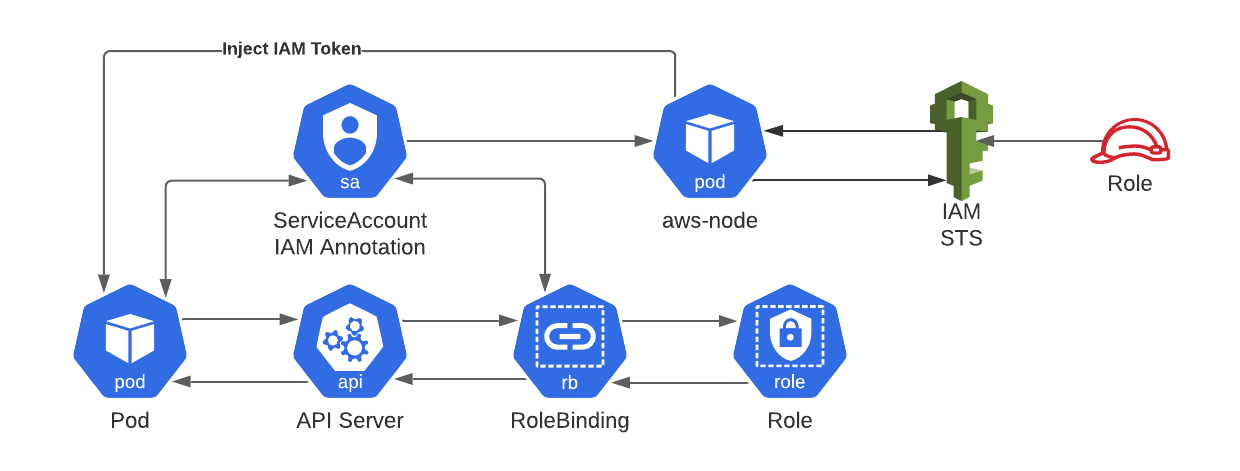 Inject IAM Token
sa
pod
ServiceAccount
IAM Annotation
aws-node
IAM
STS
Role
pod
api
rb
role
Pod
API Server
RoleBinding
Role